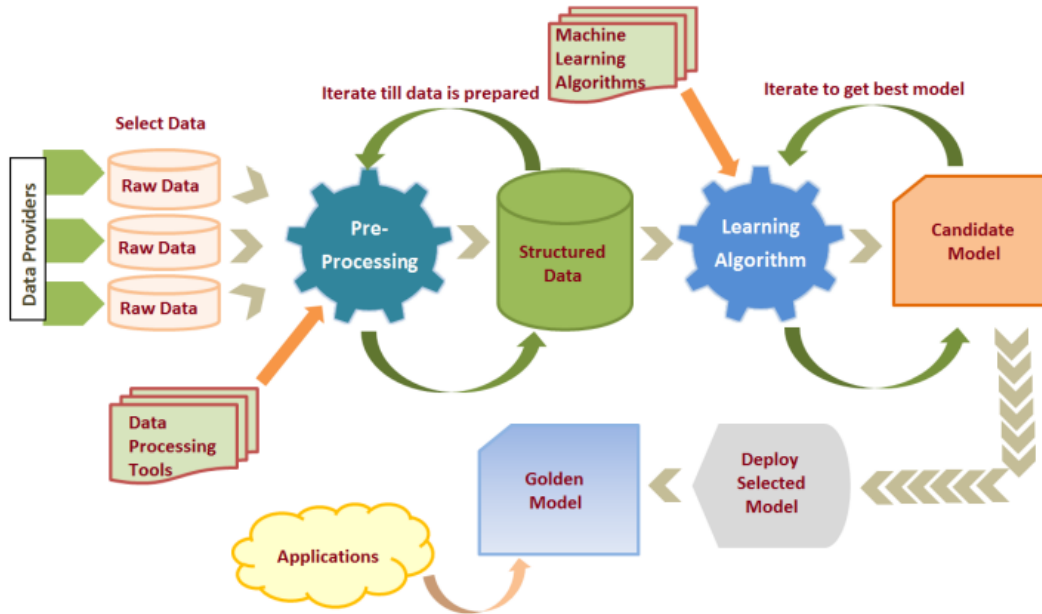 Machine
Learning
Algorithms
Iterate till data is prepared
Iterate to get best model
Select Data
Data Providers
Raw Data
Raw Data
Raw Data
Pre-
Processing
Structured
Data
Learning
Algorithm
Candidate
Model
Data
Processing
Tools
Golden
Model
Deploy
Selected
Model
Applications